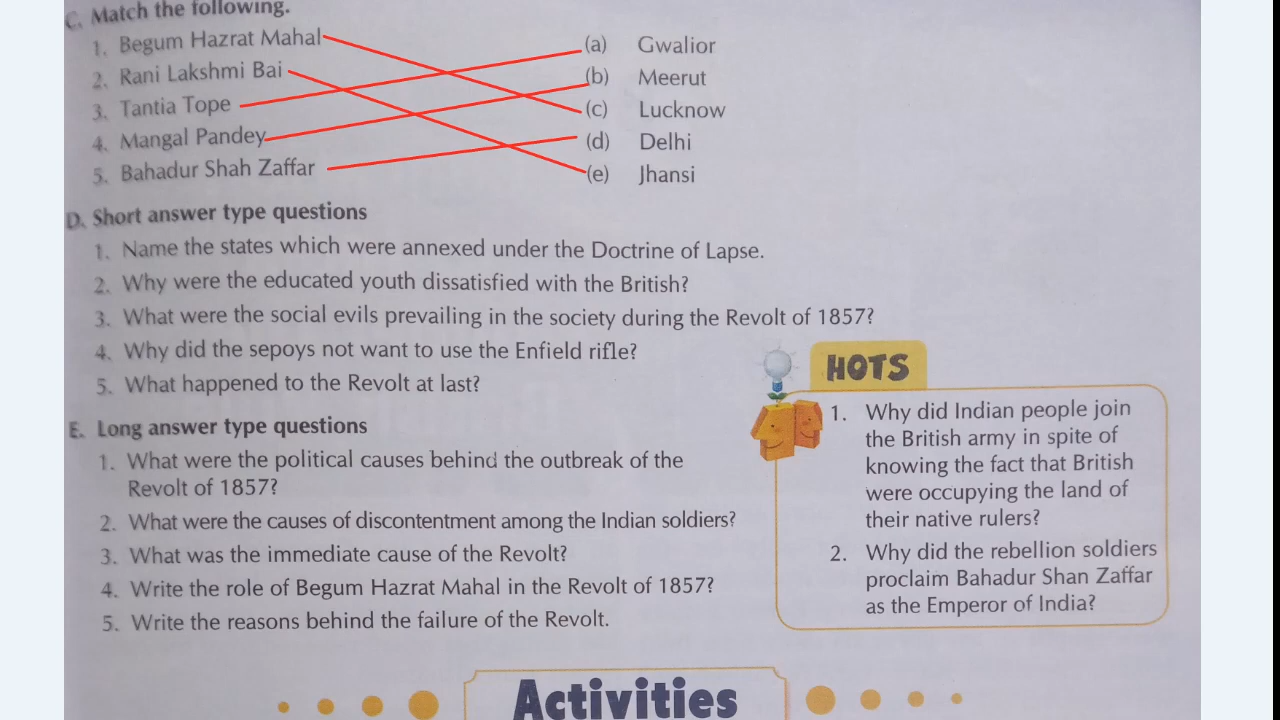 C. Match the following.
1. Begum Hazrat Mahal (a) Gwalior
2. Rani Lakshmi Bai (b) Meerut
3. Tantia Tope (c) Lucknow
4. Mangal Pandey (d) Delhi
5. Bahadur Shah Zaffar (e) Jhansi
D. Short answer type questions
1. Name the states which were annexed under the Doctrine of Lapse.
2. Why were the educated youth dissatisfied with the British?
3. What were the social evils prevailing in the society during the Revolt of 1857?
4. Why did the sepoys not want to use the Enfield rifle?
5. What happened to the Revolt at last?
E. Long answer type questions
1. What were the political causes behind the outbreak of the
Revolt of 1857?
2. What were the causes of discontentment among the Indian soldiers?
3. What was the immediate cause of the Revolt?
4. Write the role of Begum Hazrat Mahal in the Revolt of 1857?
5. Write the reasons behind the failure of the Revolt.
HOTS
1. Why did Indian people join
the British army in spite of
knowing the fact that British
were occupying the land of
their native rulers?
2. Why did the rebellion soldiers
proclaim Bahadur Shan Zaffar
as the Emperor of India?
Activities